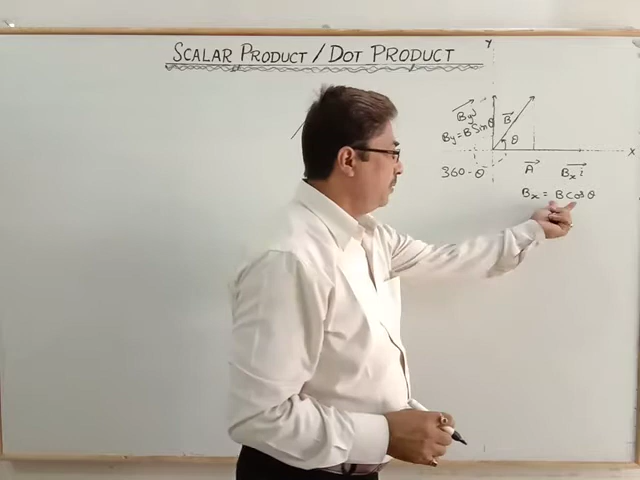 SCALAR PRODUCT / DOT PRODUCT
Y
By j
B
By = B Sin θ
θ
X
360 - θ
A
Bx i
Bx = B Cos θ